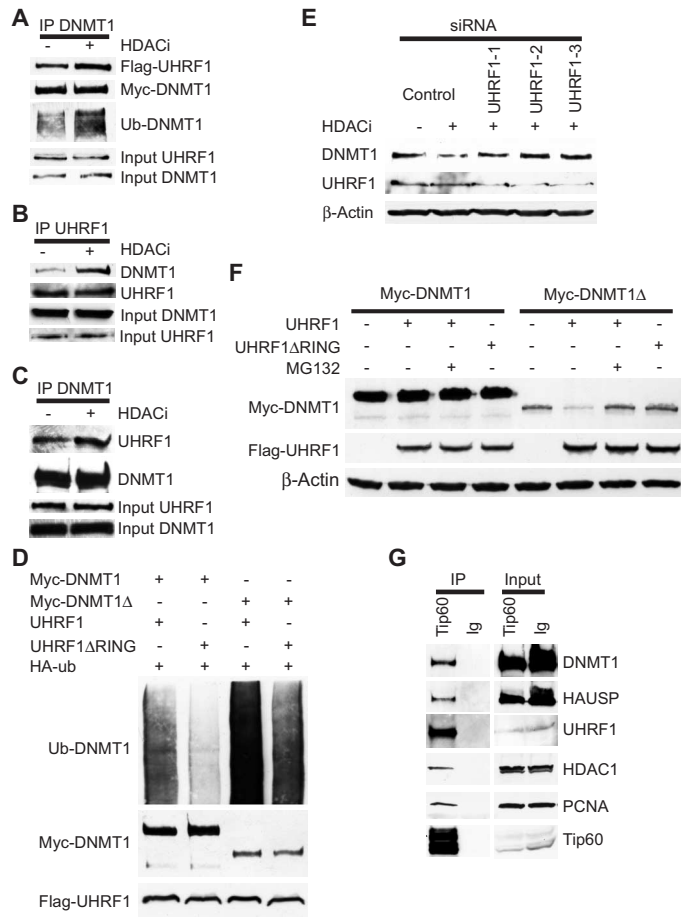 A
IP DNMT1
- + HDACi
Flag-UHRF1
Myc-DNMT1
Ub-DNMT1
Input UHRF1
Input DNMT1
B
IP UHRF1
- + HDACi
DNMT1
UHRF1
Input DNMT1
Input UHRF1
C
IP DNMT1
- + HDACi
UHRF1
DNMT1
Input UHRF1
Input DNMT1
D
Myc-DNMT1 + + - -
Myc-DNMT1Δ - - + +
UHRF1 + - + -
UHRF1ΔRING - + - +
HA-ub + + + +
Ub-DNMT1
Myc-DNMT1
Flag-UHRF1
E
siRNA
Control UHRF1-1 UHRF1-2 UHRF1-3
HDACi - + + + +
DNMT1
UHRF1
β-Actin
F
Myc-DNMT1 Myc-DNMT1Δ
UHRF1 - + + - - + + -
UHRF1ΔRING - - - + - - - +
MG132 - - + - - - + -
Myc-DNMT1
Flag-UHRF1
β-Actin
G
IP Input
Tip60 Ig Tip60 Ig
DNMT1
HAUSP
UHRF1
HDAC1
PCNA
Tip60